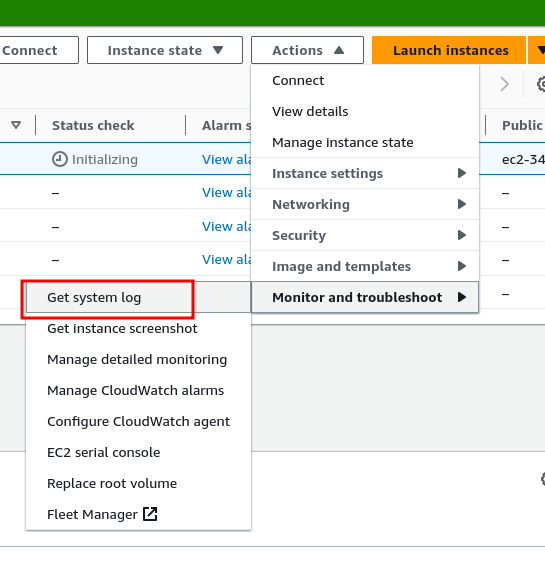 Connect
Instance state
Actions
Launch instances
Connect
View details
Manage instance state
Status check
Alarm s
Public
Initializing
View ala
ec2-34
Instance settings
–
View ala
–
Networking
–
View ala
–
Security
–
View ala
–
Image and templates
Get system log
Monitor and troubleshoot
–
Get instance screenshot
Manage detailed monitoring
Manage CloudWatch alarms
Configure CloudWatch agent
EC2 serial console
Replace root volume
Fleet Manager